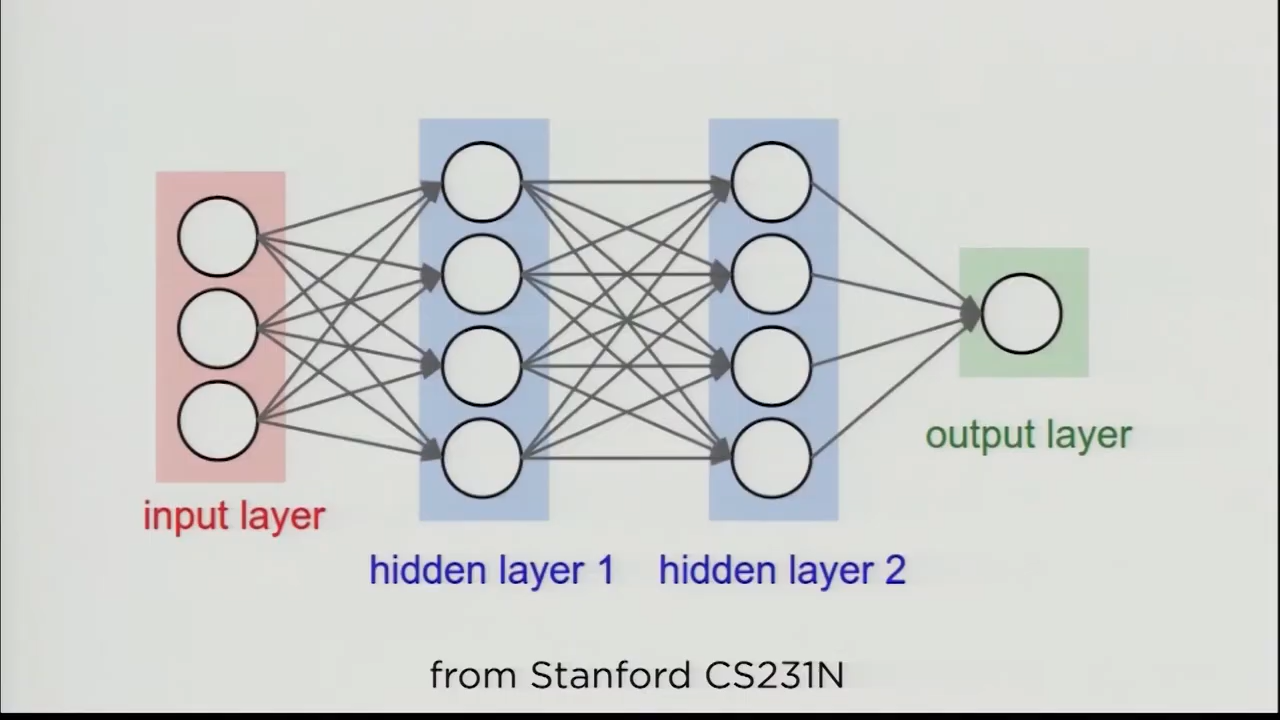 output layer
input layer
hidden layer 1
hidden layer 2
from Stanford CS231N